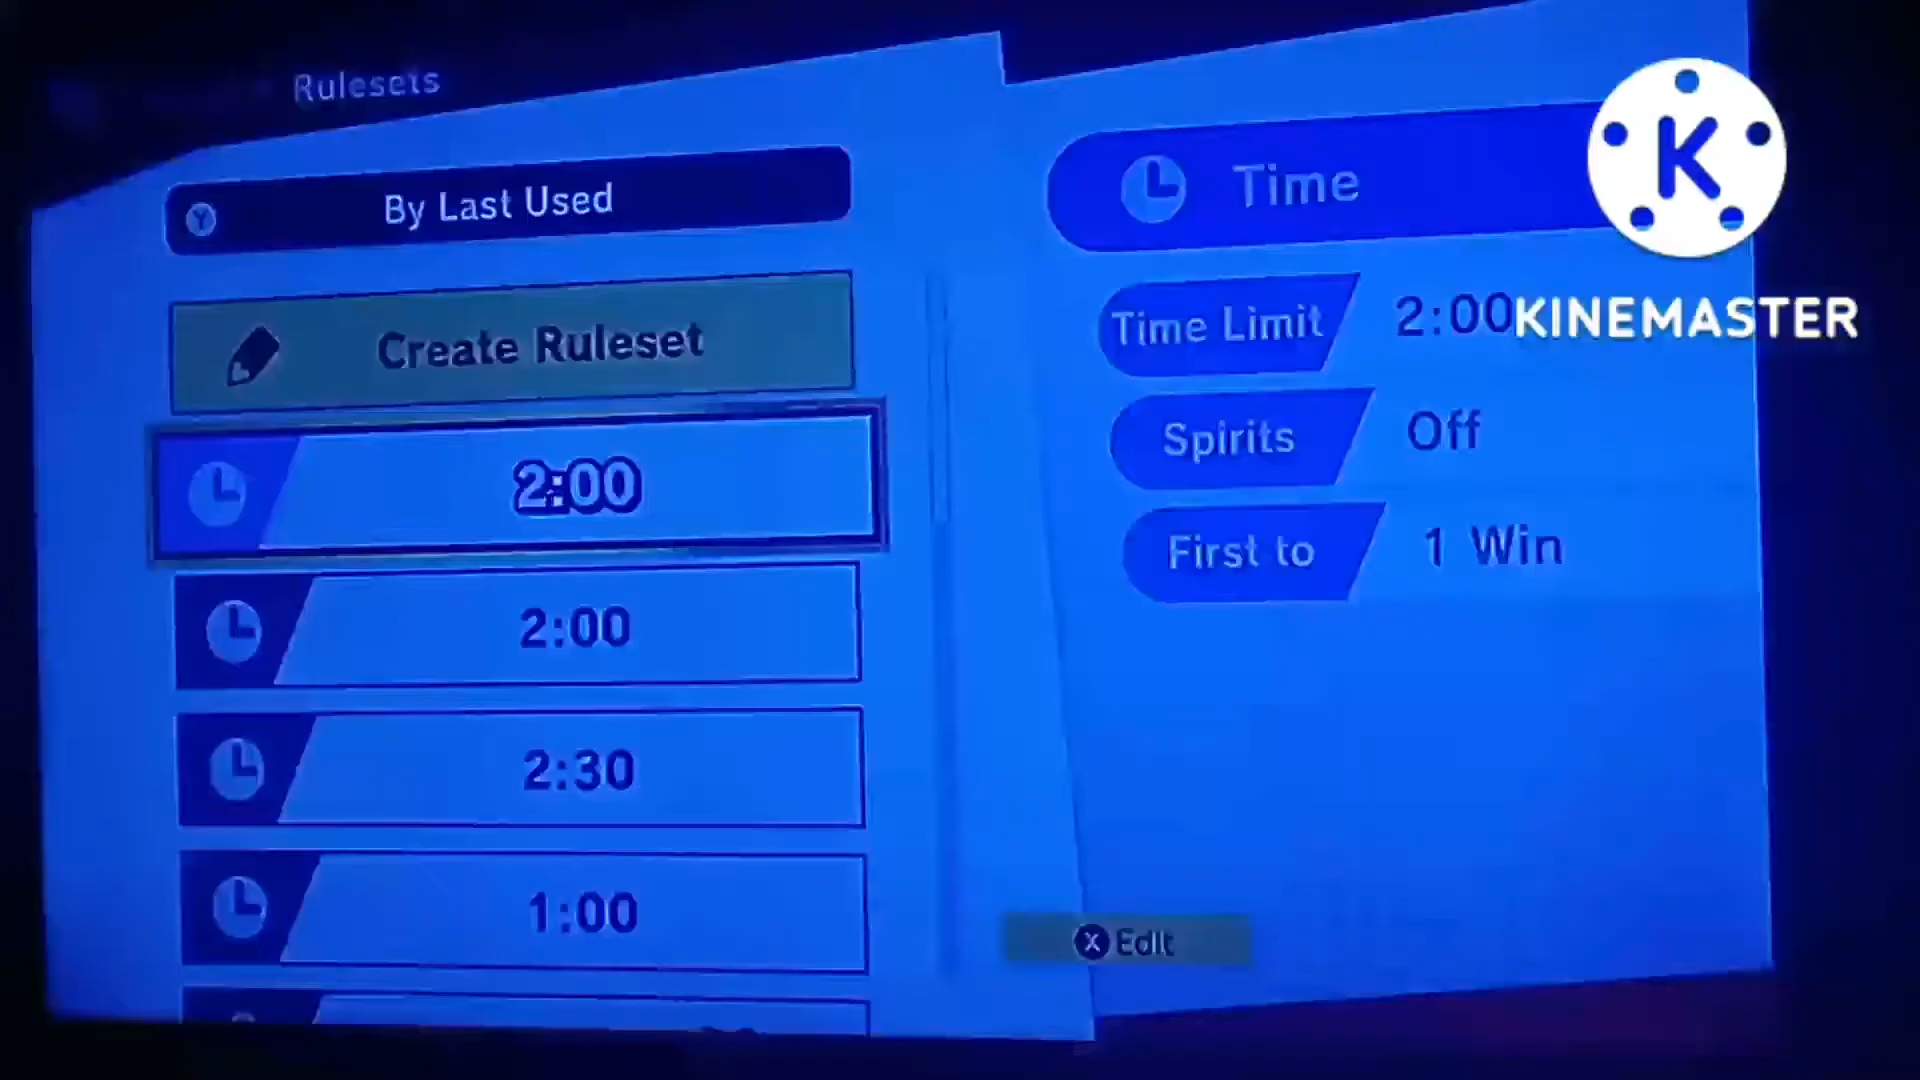 Rulesets
Y By Last Used
Create Ruleset
2:00
2:00
2:30
1:00
Time
Time Limit 2:00
Spirits Off
First to 1 Win
X Edit
K
KINEMASTER